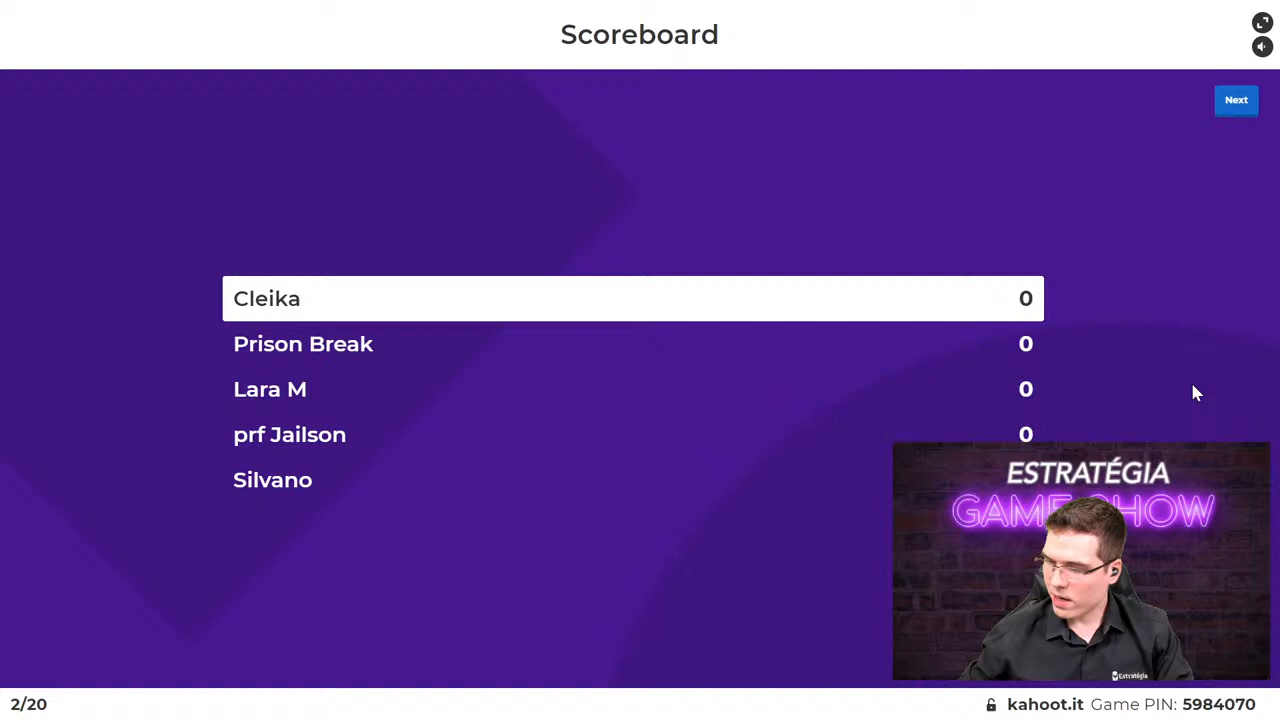 Scoreboard
Next
Cleika 0
Prison Break 0
Lara M 0
prf Jailson 0
Silvano
ESTRATÉGIA
GAME SHOW
Estratégia
2/20
kahoot.it Game PIN: 5984070